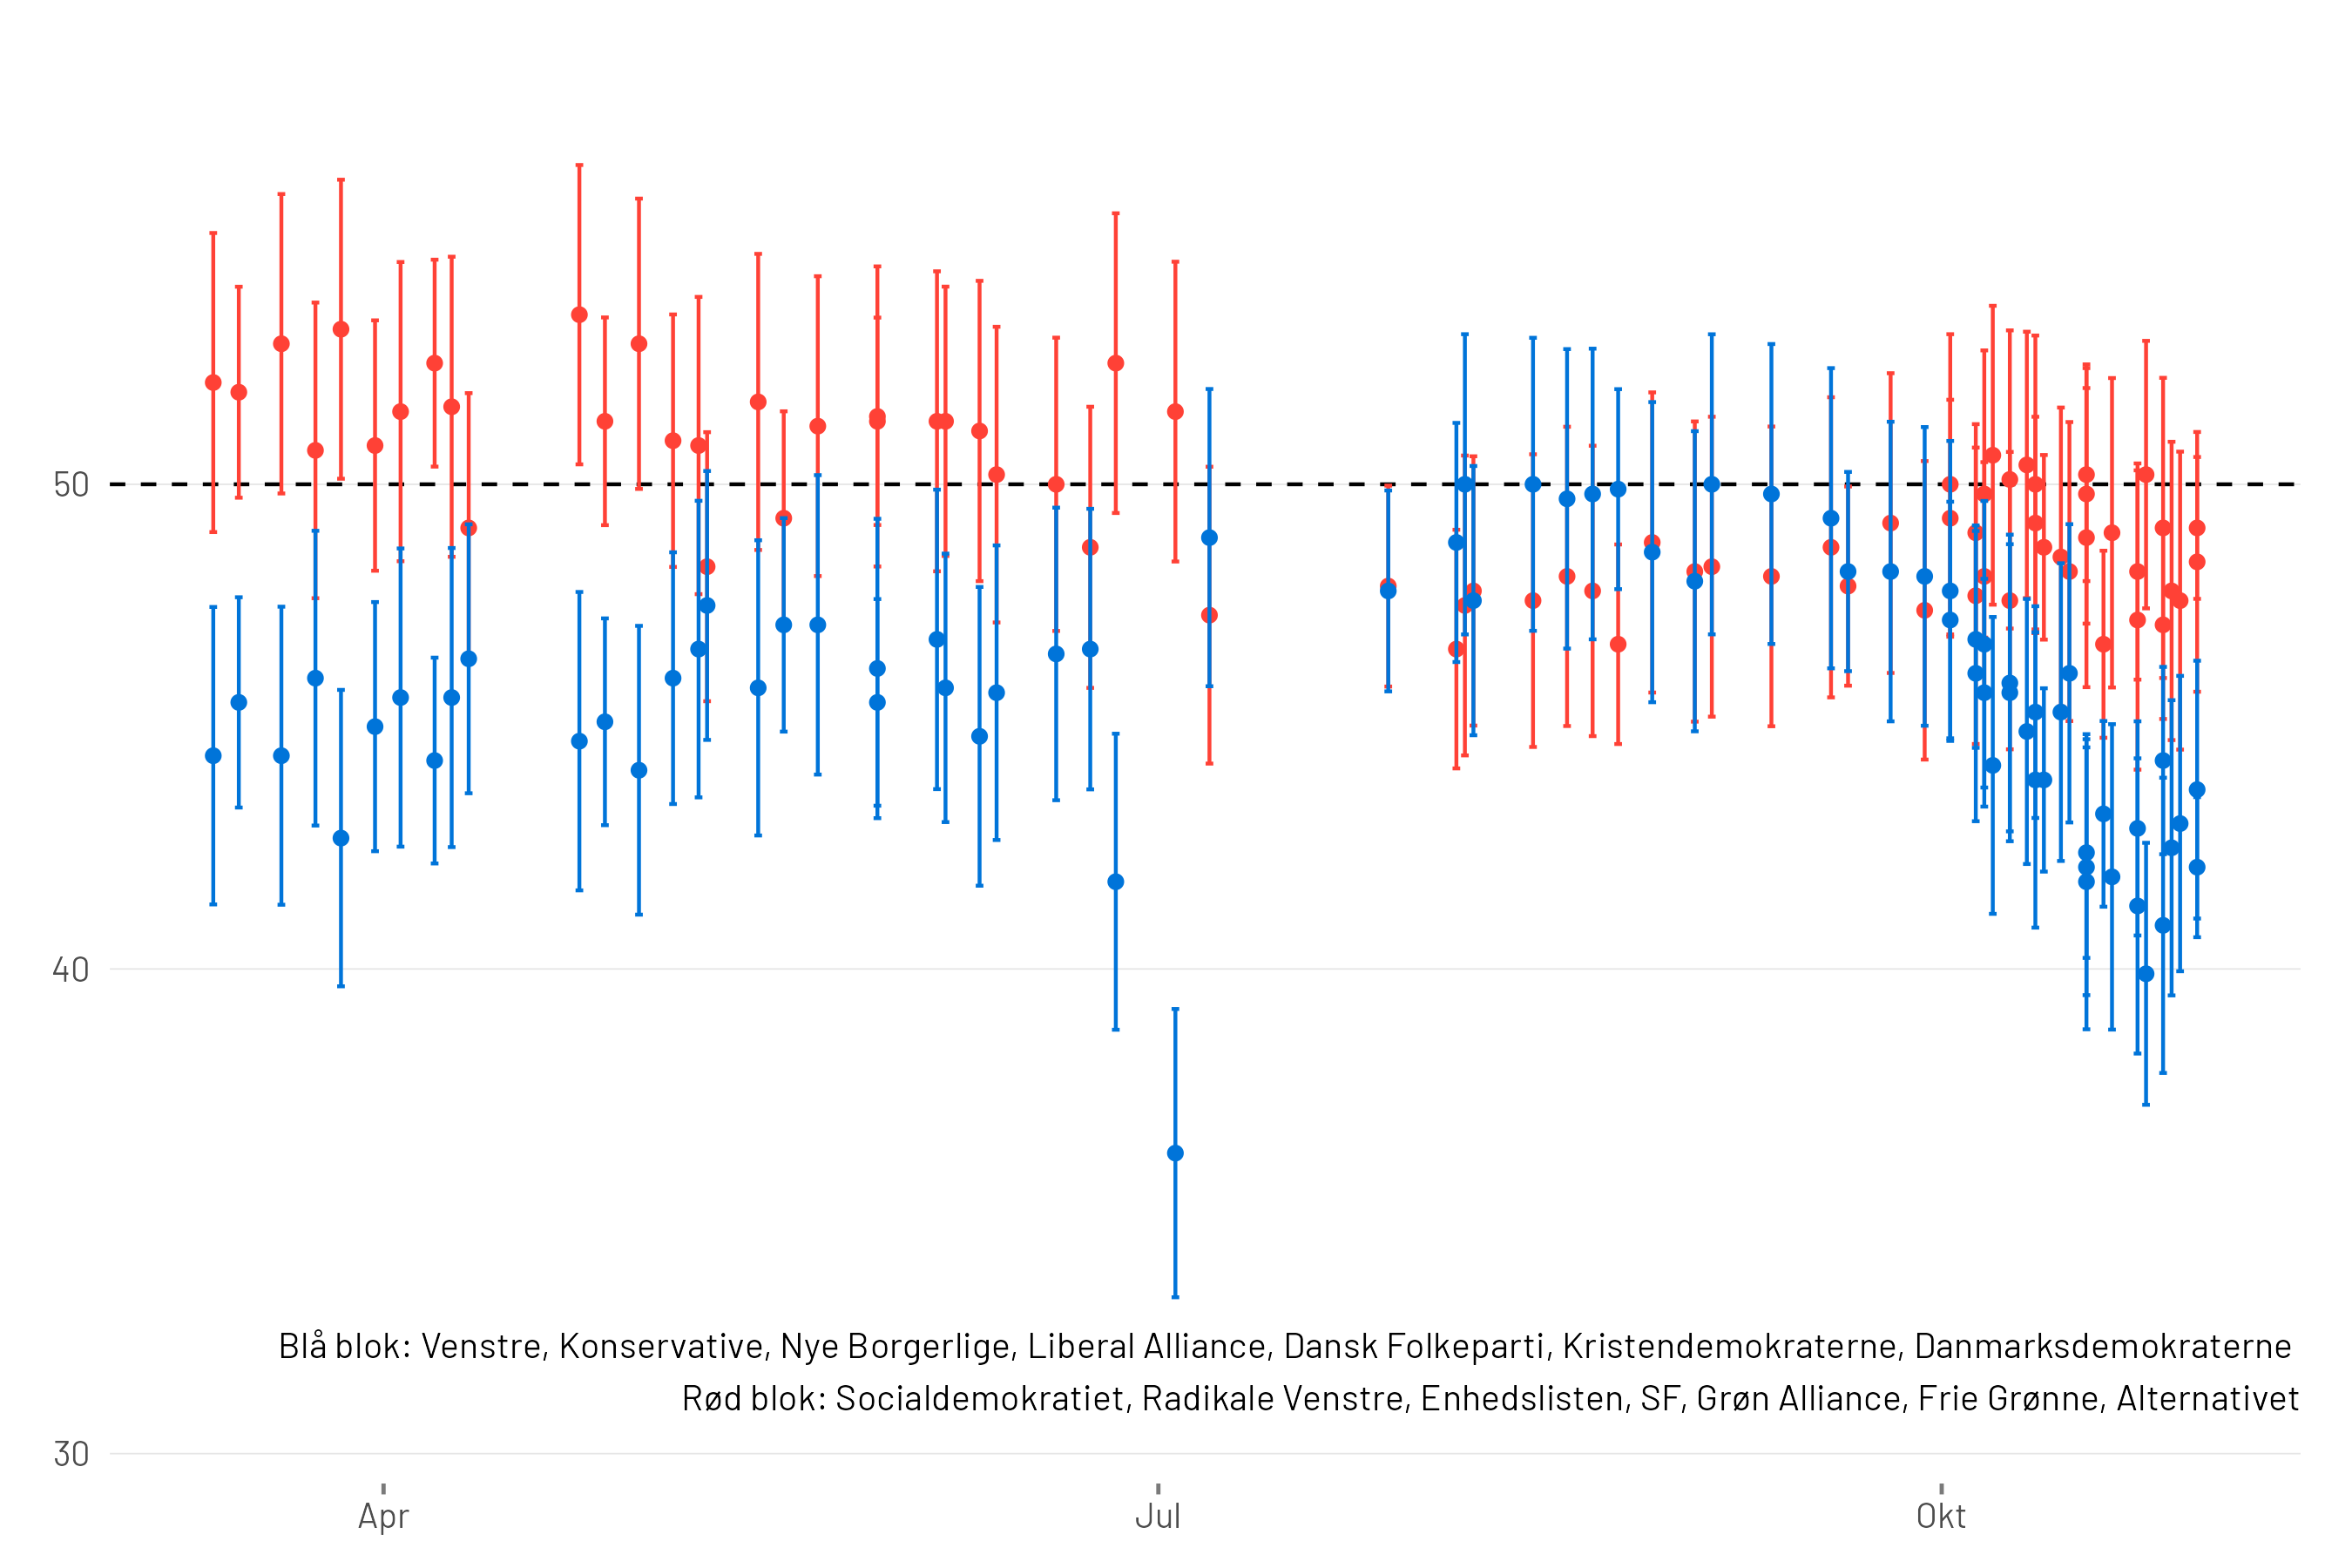 50
40
Blå blok: Venstre, Konservative, Nye Borgerlige, Liberal Alliance, Dansk Folkeparti, Kristendemokraterne, Danmarksdemokraterne
Rød blok: Socialdemokratiet, Radikale Venstre, Enhedslisten, SF, Grøn Alliance, Frie Grønne, Alternativet
30
Apr Jul Okt